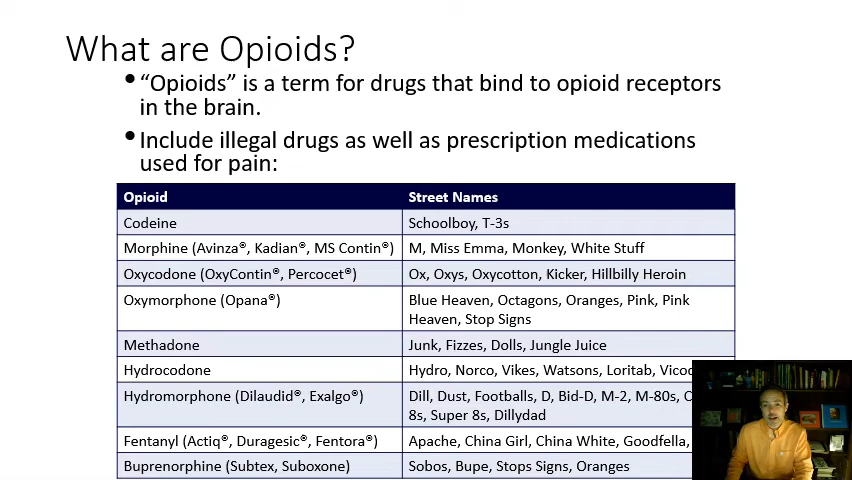 What are Opioids?
• “Opioids” is a term for drugs that bind to opioid receptors
in the brain.
• Include illegal drugs as well as prescription medications
used for pain:
Opioid Street Names
Codeine Schoolboy, T-3s
Morphine (Avinza®, Kadian®, MS Contin®) M, Miss Emma, Monkey, White Stuff
Oxycodone (OxyContin®, Percocet®) Ox, Oxys, Oxycotton, Kicker, Hillbilly Heroin
Oxymorphone (Opana®) Blue Heaven, Octagons, Oranges, Pink, Pink
Heaven, Stop Signs
Methadone Junk, Fizzes, Dolls, Jungle Juice
Hydrocodone Hydro, Norco, Vikes, Watsons, Loritab,
Hydromorphone (Dilaudid®, Exalgo®) Dill, Dust, Footballs, D, Bid-D, M-2, M-80s,
8s, Super 8s, Dillydad
Fentanyl (Actiq®, Duragesic®, Fentora®) Apache, China Girl, China White, Goodfella,
Buprenorphine (Subtex, Suboxone) Sobos, Bupe, Stops Signs, Oranges